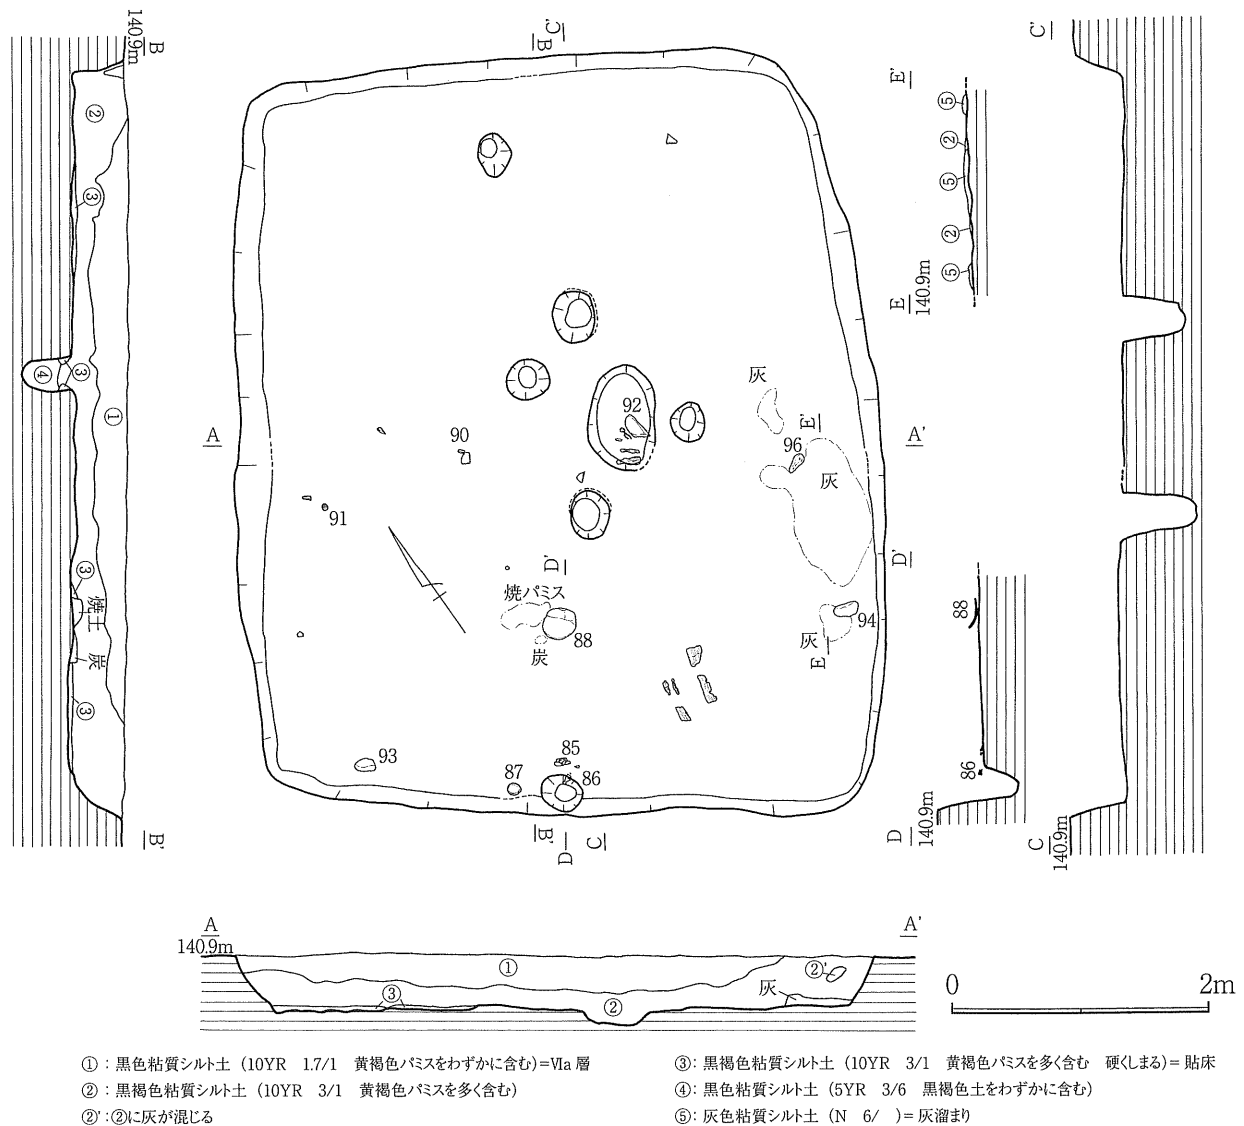 140.9m
B
②
③
③
④
①
③
焼土
炭
③
B'
C'
B
A
A'
90
91
92
灰
E'
96
灰
D'
D'
焼パミス
炭
88
94
灰
E
93
87
85
86
B'
D
C
E'
⑤
②
⑤
②
⑤
E
140.9m
C'
88
86
D
140.9m
C
140.9m
A
140.9m
A'
①
②'
③
②
灰
0
2m
①：黒色粘質シルト土（10YR 1.7/1 黄褐色パミスをわずかに含む）＝Ⅵa 層
②：黒褐色粘質シルト土（10YR 3/1 黄褐色パミスを多く含む）
②'：②に灰が混じる
③：黒褐色粘質シルト土（10YR 3/1 黄褐色パミスを多く含む 硬くしまる）＝貼床
④：黒色粘質シルト土（5YR 3/6 黒褐色土をわずかに含む）
⑤：灰色粘質シルト土（N 6/ ）＝灰溜まり